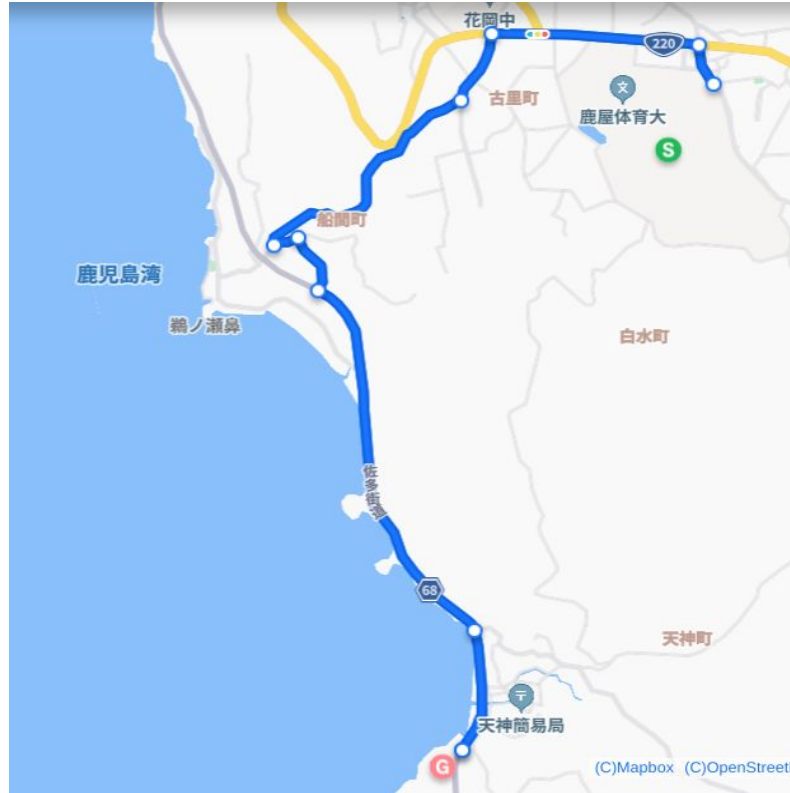 花岡中
220
古里町
文
鹿屋体育大
S
船間町
鹿児島湾
鵜ノ瀬鼻
白水町
佐多街道
68
天神町
〒
天神簡易局
G
(C)Mapbox (C)OpenStreetM